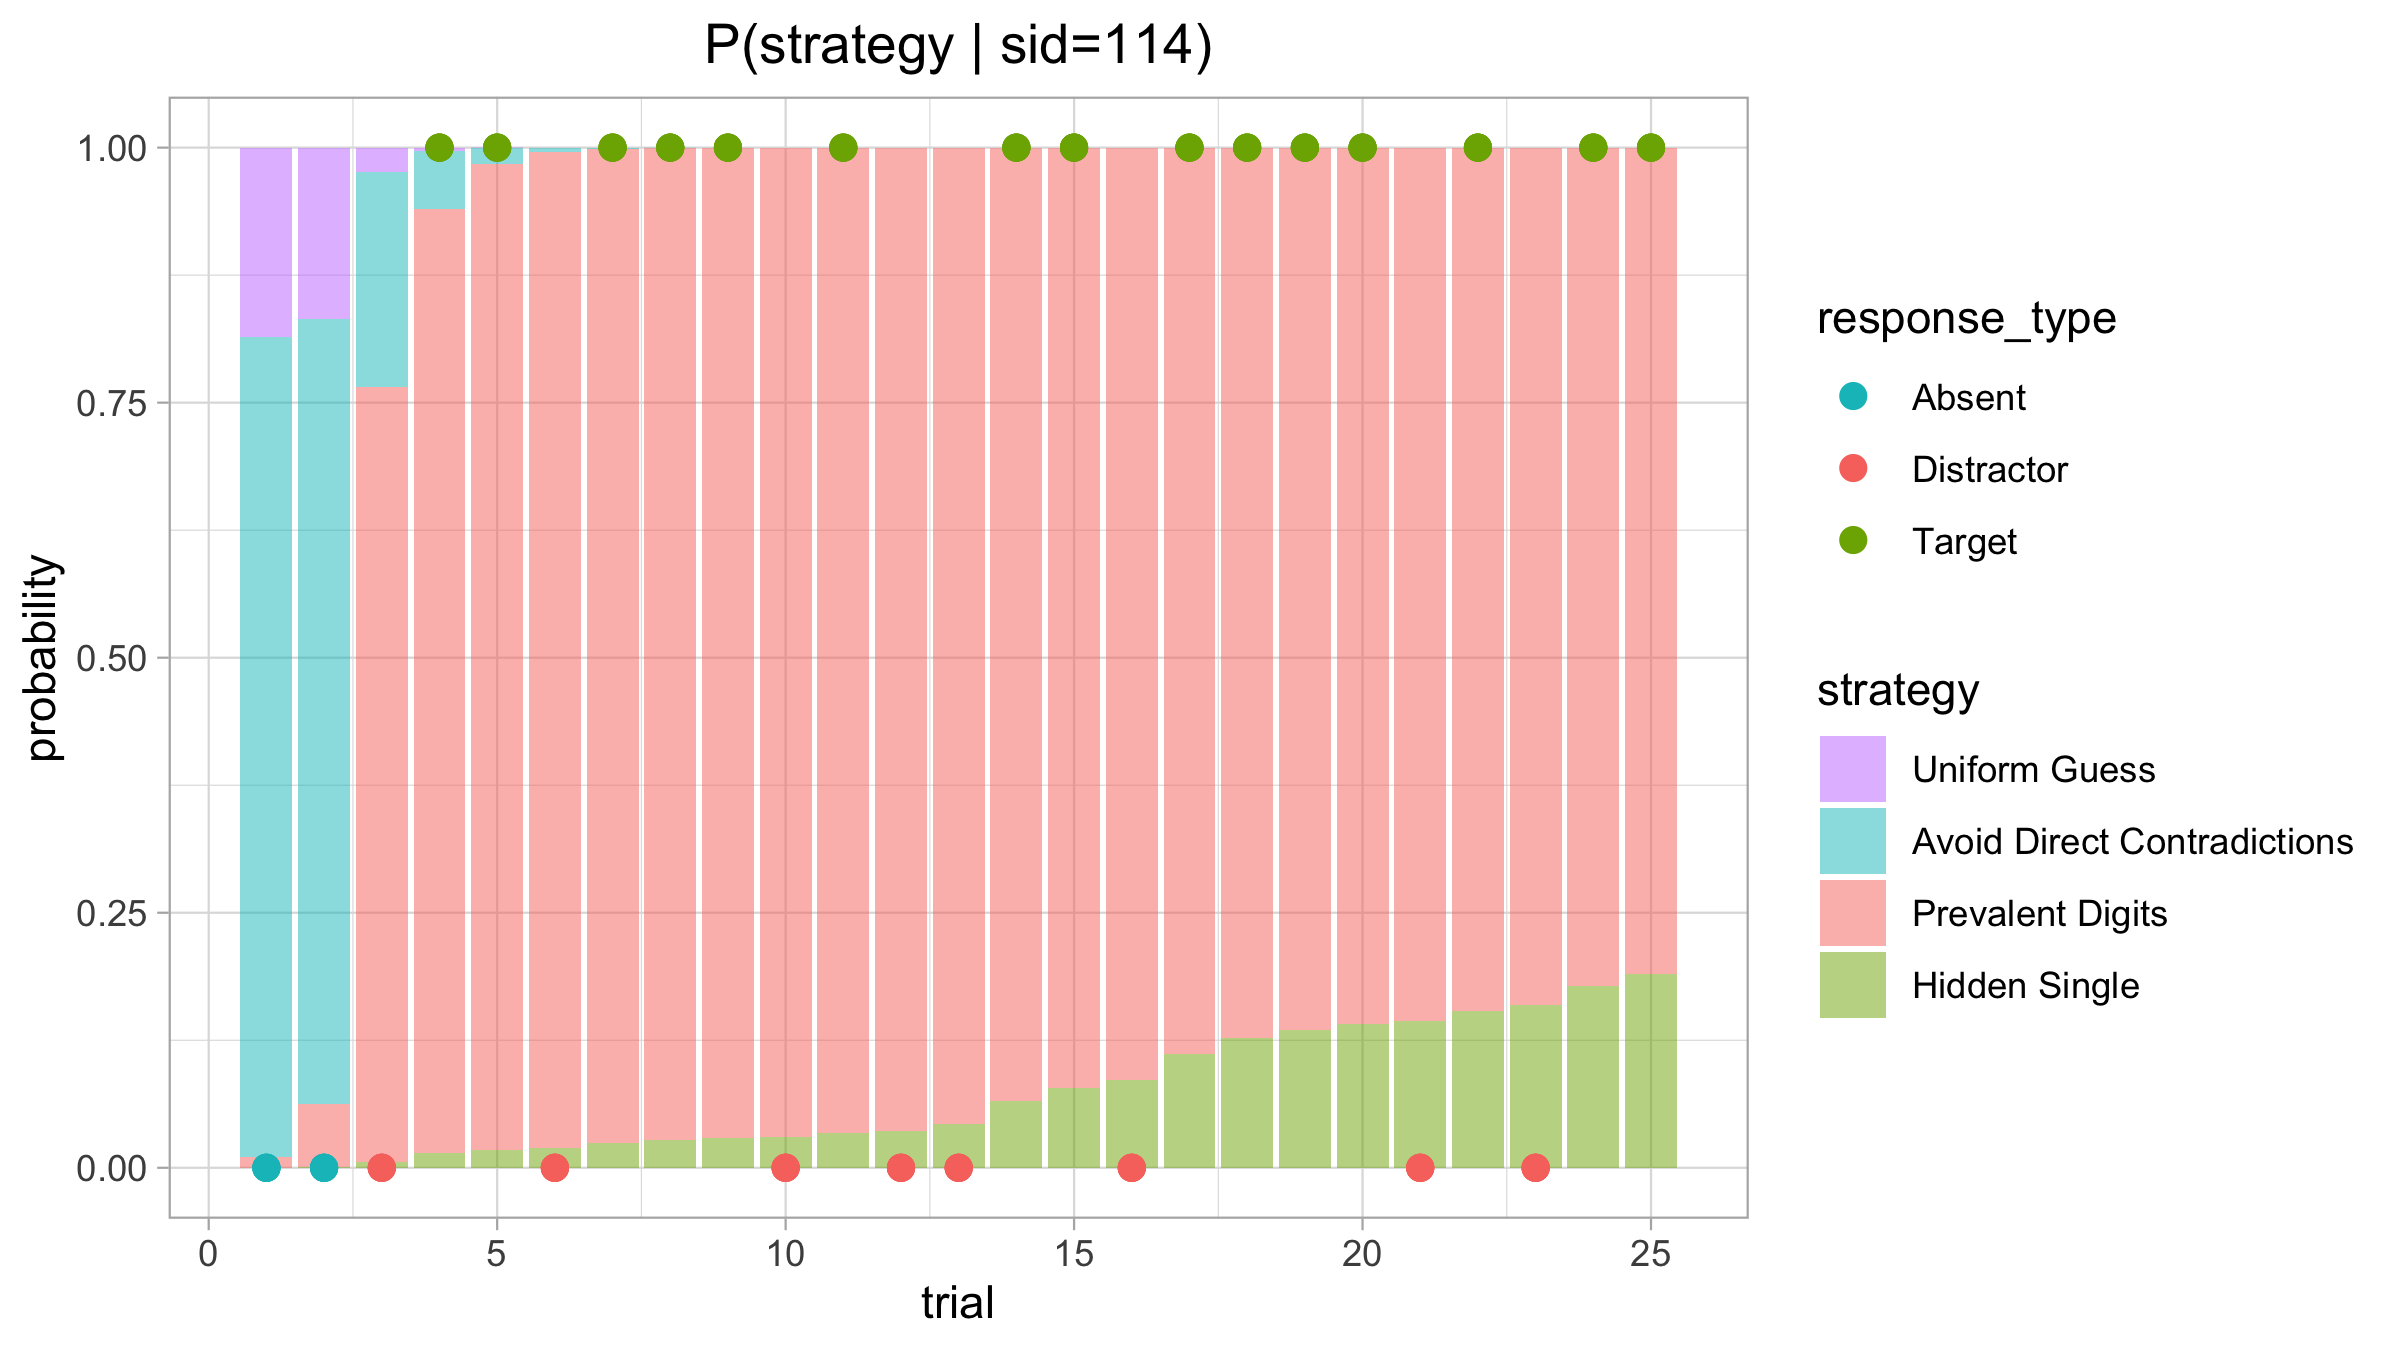 P(strategy | sid=114)
1.00
0.75
0.50
0.25
0.00
probability
0 5 10 15 20 25
trial
response_type
Absent
Distractor
Target
strategy
Uniform Guess
Avoid Direct Contradictions
Prevalent Digits
Hidden Single